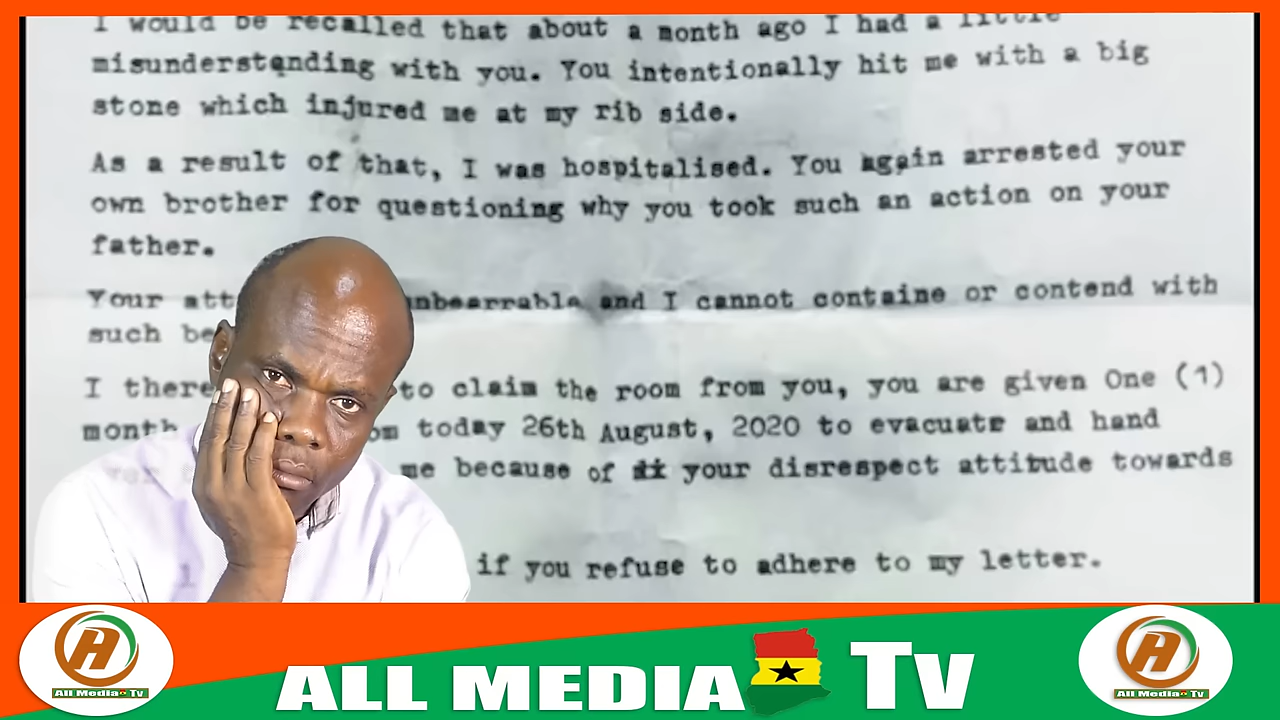 I would be recalled that about a month ago I had a little
misunderstanding with you. You intentionally hit me with a big
stone which injured me at my rib side.
As a result of that, I was hospitalised. You again arrested your
own brother for questioning why you took such an action on your
father.
Your unbearrable and I cannot containe or contend with
such
I to claim the room from you, you are given One (1)
month today 26th August, 2020 to evacuate and hand
me because of your disrespect attitude towards
if you refuse to adhere to my letter.
ALL MEDIA TV
All Media Tv
All Media Tv